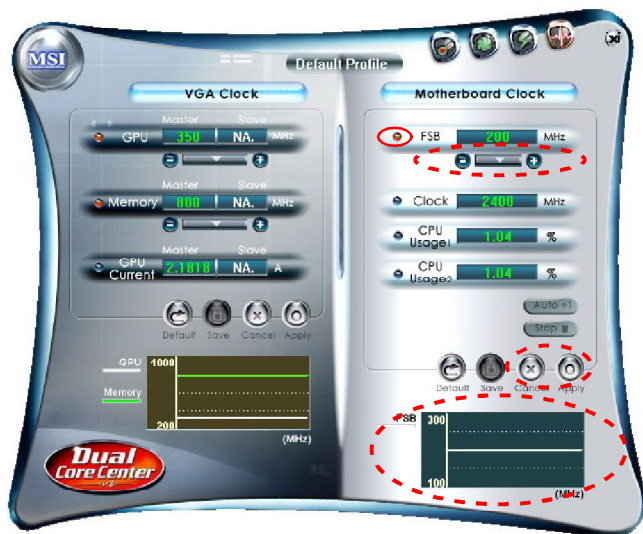 MSI
Default Profile
VGA Clock
Master Slave
GPU 350 NA. MHz
Master Slave
Memory 800 NA. MHz
Master Slave
GPU Current 2.1818 NA. A
Default Save Cancel Apply
GPU
Memory
1000
200
(MHz)
Dual
Core Center
Motherboard Clock
FSB 200 MHz
Clock 2400 MHz
CPU Usage1 1.04 %
CPU Usage2 1.04 %
Auto +1
Stop
Default Save Cancel Apply
FSB
300
100
(MHz)